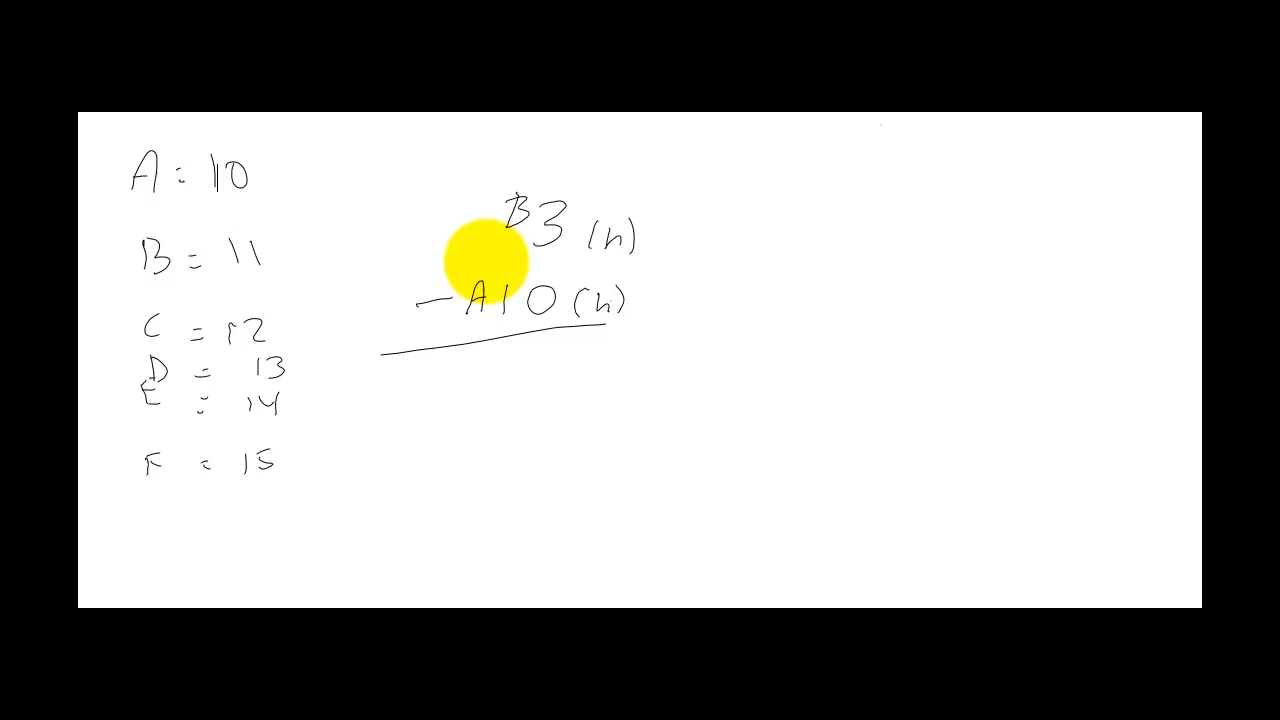 A = 10
B = 11
C = 12
D = 13
E = 14
F = 15
B3 (h)
- A10 (h)